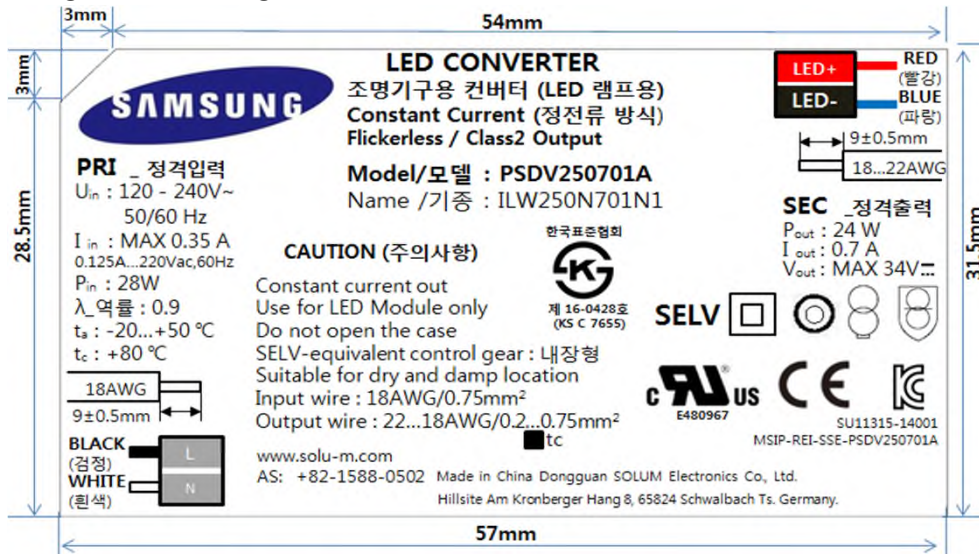 3mm
54mm
3mm
28.5mm
31.5mm
57mm
SAMSUNG
LED CONVERTER
조명기구용 컨버터 (LED 램프용)
Constant Current (정전류 방식)
Flickerless / Class2 Output
Model/모델 : PSDV250701A
Name /기종 : ILW250N701N1
LED+
LED-
RED
(빨강)
BLUE
(파랑)
9±0.5mm
18...22AWG
PRI _ 정격입력
Uin : 120 - 240V~
50/60 Hz
I in : MAX 0.35 A
0.125A...220Vac,60Hz
Pin : 28W
λ_역률 : 0.9
ta : -20...+50 ℃
tc : +80 ℃
18AWG
9±0.5mm
BLACK
(검정)
WHITE
(흰색)
L
N
CAUTION (주의사항)
Constant current out
Use for LED Module only
Do not open the case
SELV-equivalent control gear : 내장형
Suitable for dry and damp location
Input wire : 18AWG/0.75mm²
Output wire : 22...18AWG/0.2...0.75mm²
tc
한국표준협회
제 16-0428호
(KS C 7655)
SEC _정격출력
Pout : 24 W
I out : 0.7 A
Vout : MAX 34V⎓
SELV
c RU US
®
E480967
CE
SU11315-14001
MSIP-REI-SSE-PSDV250701A
www.solu-m.com
AS: +82-1588-0502 Made in China Dongguan SOLUM Electronics Co., Ltd.
Hillsite Am Kronberger Hang 8, 65824 Schwalbach Ts. Germany.